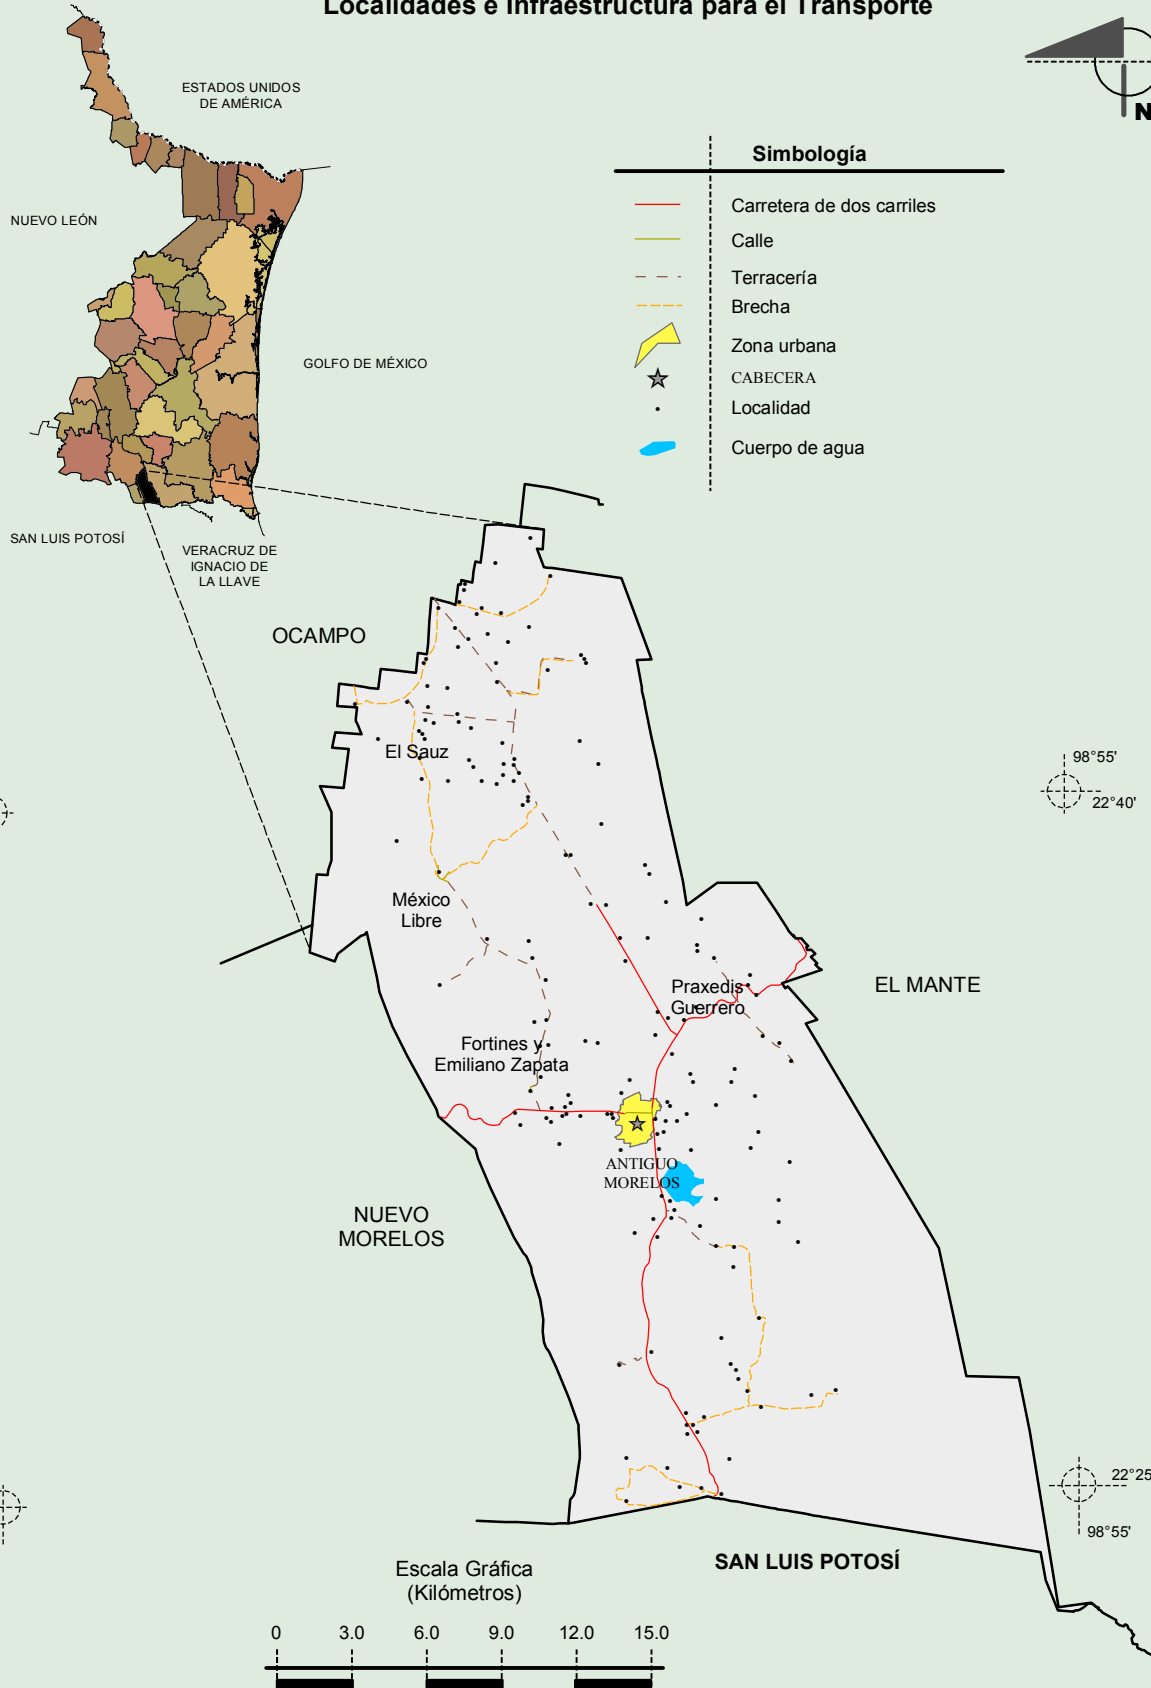 Localidades e Infraestructura para el Transporte
N
ESTADOS UNIDOS
DE AMÉRICA
NUEVO LEÓN
GOLFO DE MÉXICO
SAN LUIS POTOSÍ
VERACRUZ DE
IGNACIO DE
LA LLAVE
Simbología
Carretera de dos carriles
Calle
Terracería
Brecha
Zona urbana
CABECERA
Localidad
Cuerpo de agua
OCAMPO
El Sauz
98°55'
22°40'
México
Libre
EL MANTE
Praxedis
Guerrero
Fortines y
Emiliano Zapata
ANTIGUO
MORELOS
NUEVO
MORELOS
22°25
98°55'
SAN LUIS POTOSÍ
Escala Gráfica
(Kilómetros)
0 3.0 6.0 9.0 12.0 15.0